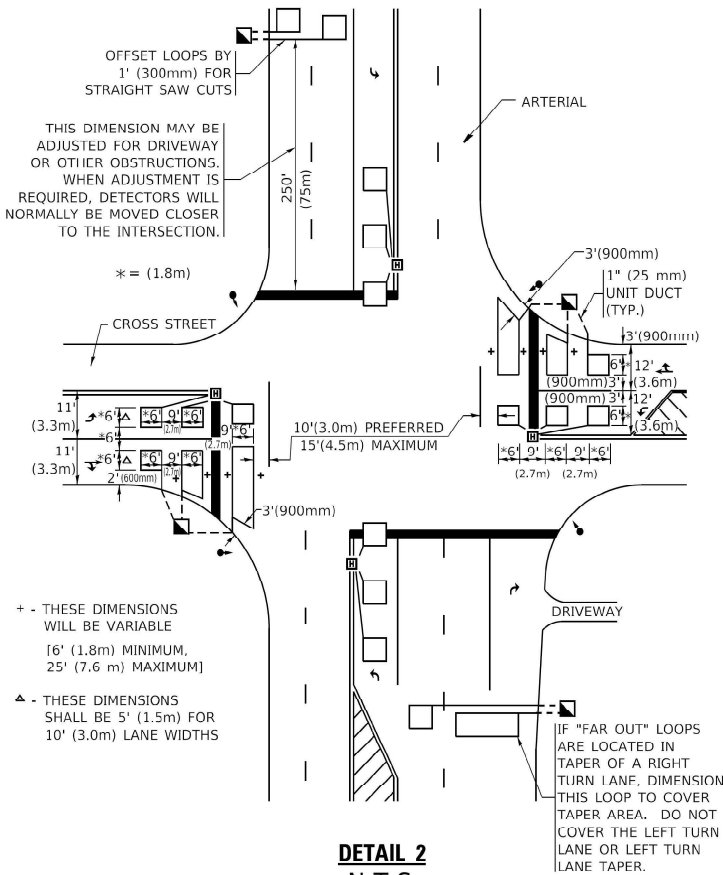 OFFSET LOOPS BY
1' (300mm) FOR
STRAIGHT SAW CUTS
ARTERIAL
THIS DIMENSION MAY BE
ADJUSTED FOR DRIVEWAY
OR OTHER OBSTRUCTIONS.
WHEN ADJUSTMENT IS
REQUIRED, DETECTORS WILL
NORMALLY BE MOVED CLOSER
TO THE INTERSECTION.
250'
(75m)
* = (1.8m)
H
3'(900mm)
1" (25 mm)
UNIT DUCT
(TYP.)
CROSS STREET
3'(900mm)
+ + + +
6'* 12'
(900mm)3' (3.6m)
(900mm)3' 12'
6'*
(3.6m)
H
*6' 9' *6' 9' *6'
(2.7m) (2.7m)
H
11'
(3.3m)
*6'
*6' 9' *6'
(2.7m)
9' *6'
(2.7m)
*6'
11'
(3.3m)
*6'
*6' 9' *6'
(2.7m)
+ + + +
2' (600mm)
10'(3.0m) PREFERRED
15'(4.5m) MAXIMUM
3'(900mm)
H
DRIVEWAY
+ - THESE DIMENSIONS
WILL BE VARIABLE
[6' (1.8m) MINIMUM,
25' (7.6 m) MAXIMUM]
△ - THESE DIMENSIONS
SHALL BE 5' (1.5m) FOR
10' (3.0m) LANE WIDTHS
IF "FAR OUT" LOOPS
ARE LOCATED IN
TAPER OF A RIGHT
TURN LANE, DIMENSION
THIS LOOP TO COVER
TAPER AREA. DO NOT
COVER THE LEFT TURN
LANE OR LEFT TURN
LANE TAPER.
DETAIL 2
N.T.S.